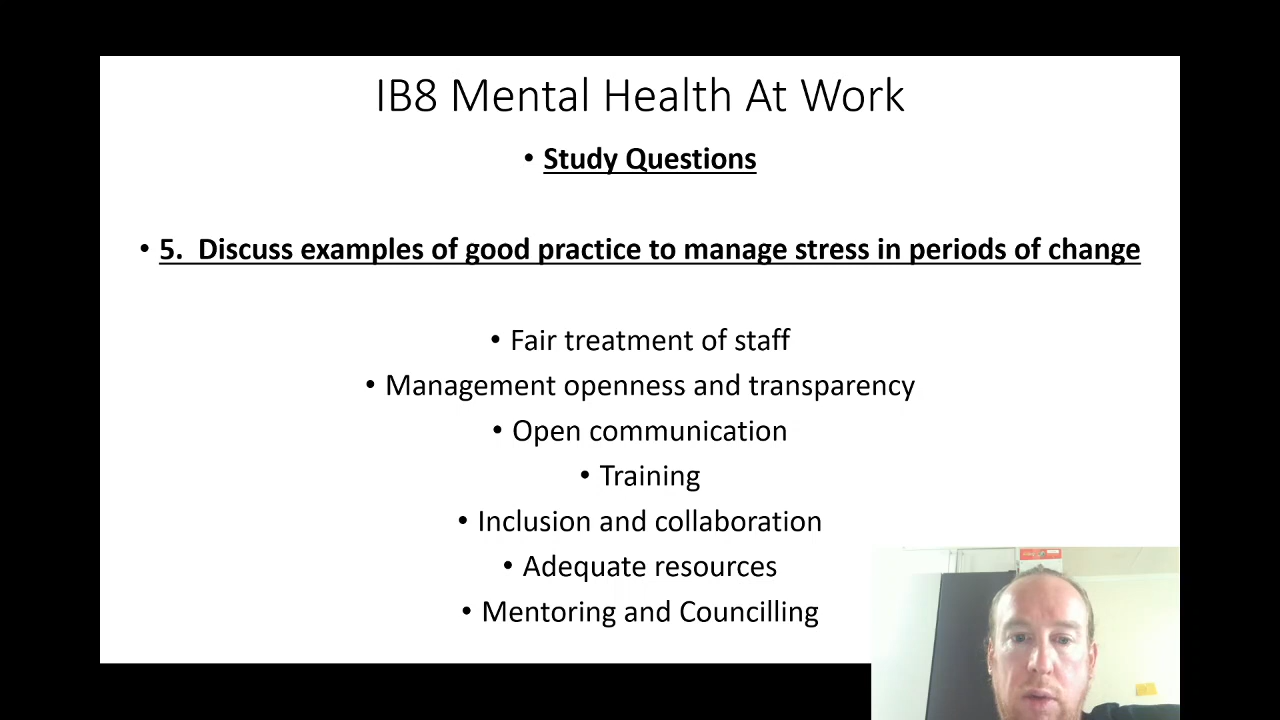 IB8 Mental Health At Work
• Study Questions
• 5. Discuss examples of good practice to manage stress in periods of change
• Fair treatment of staff
• Management openness and transparency
• Open communication
• Training
• Inclusion and collaboration
• Adequate resources
• Mentoring and Councilling